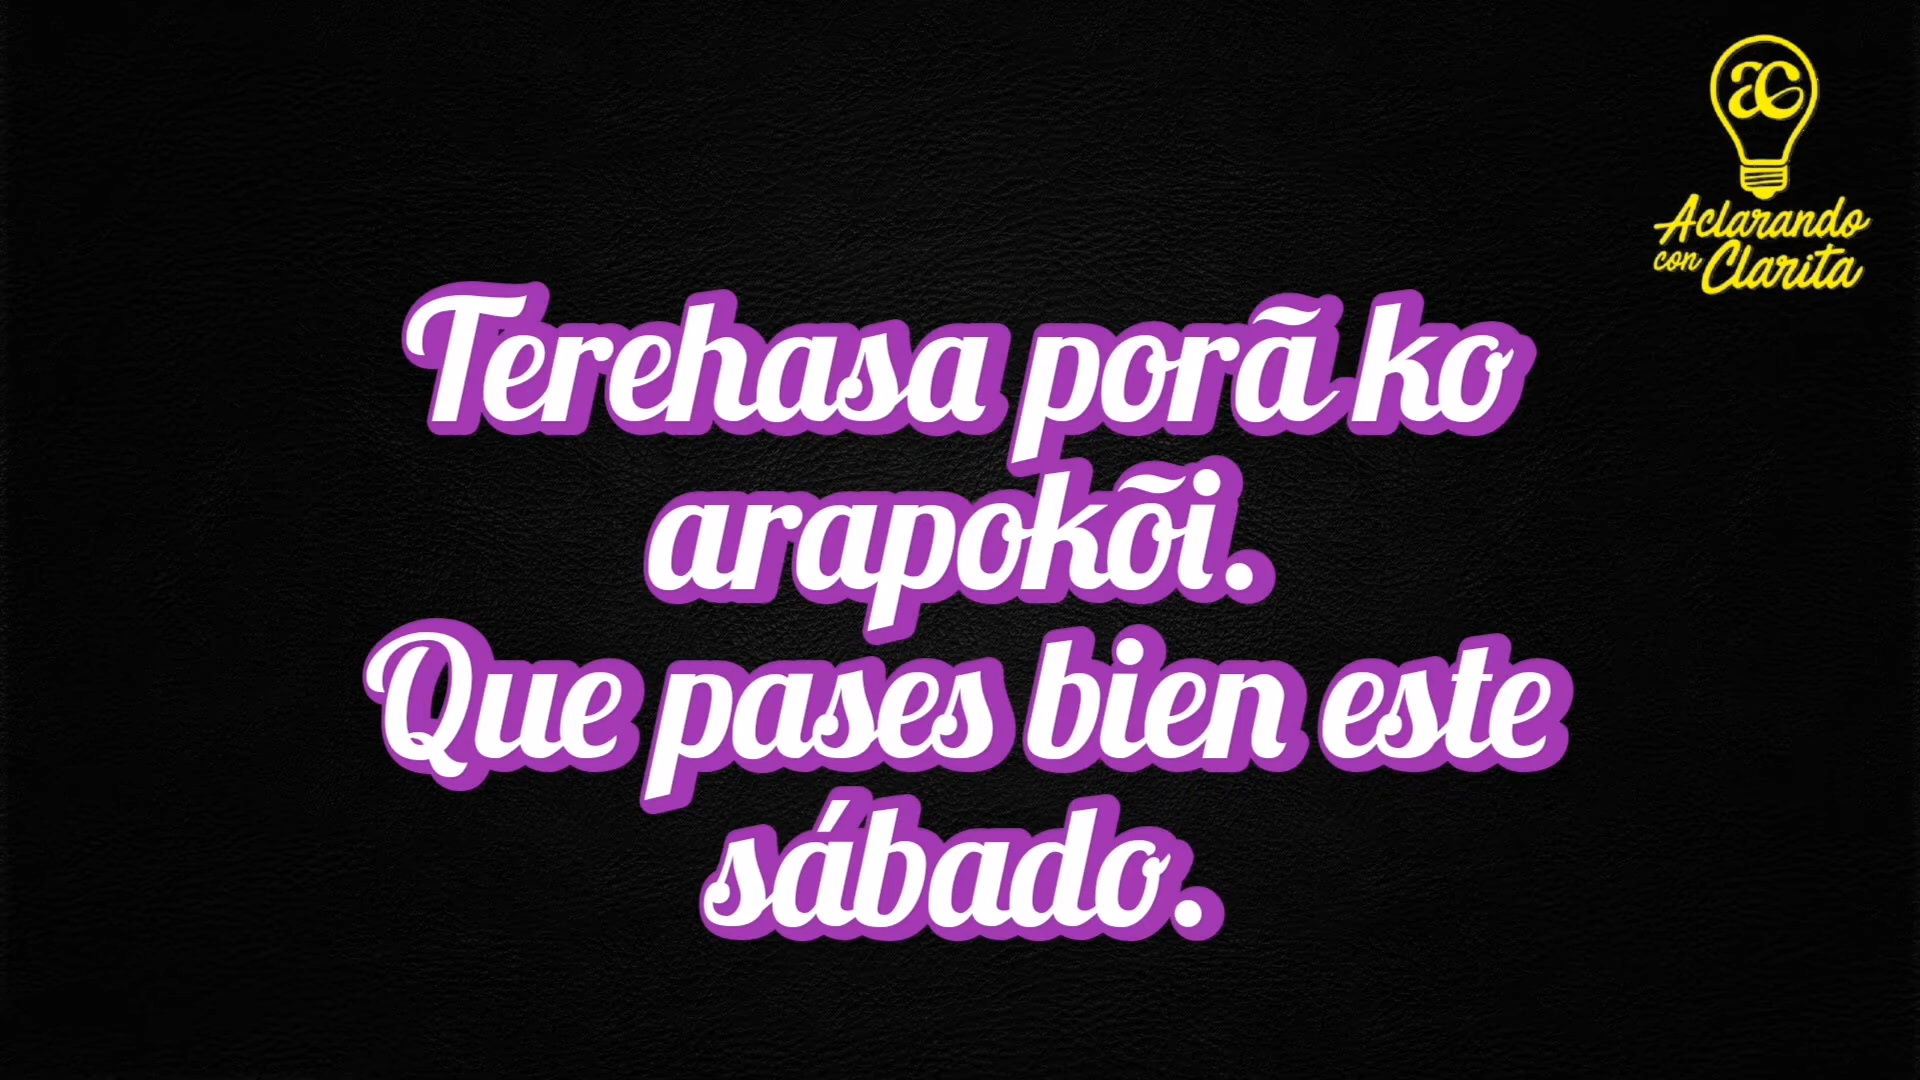 Aclarando
con Clarita
Terehasa porã ko
arapokõi.
Que pases bien este
sábado.